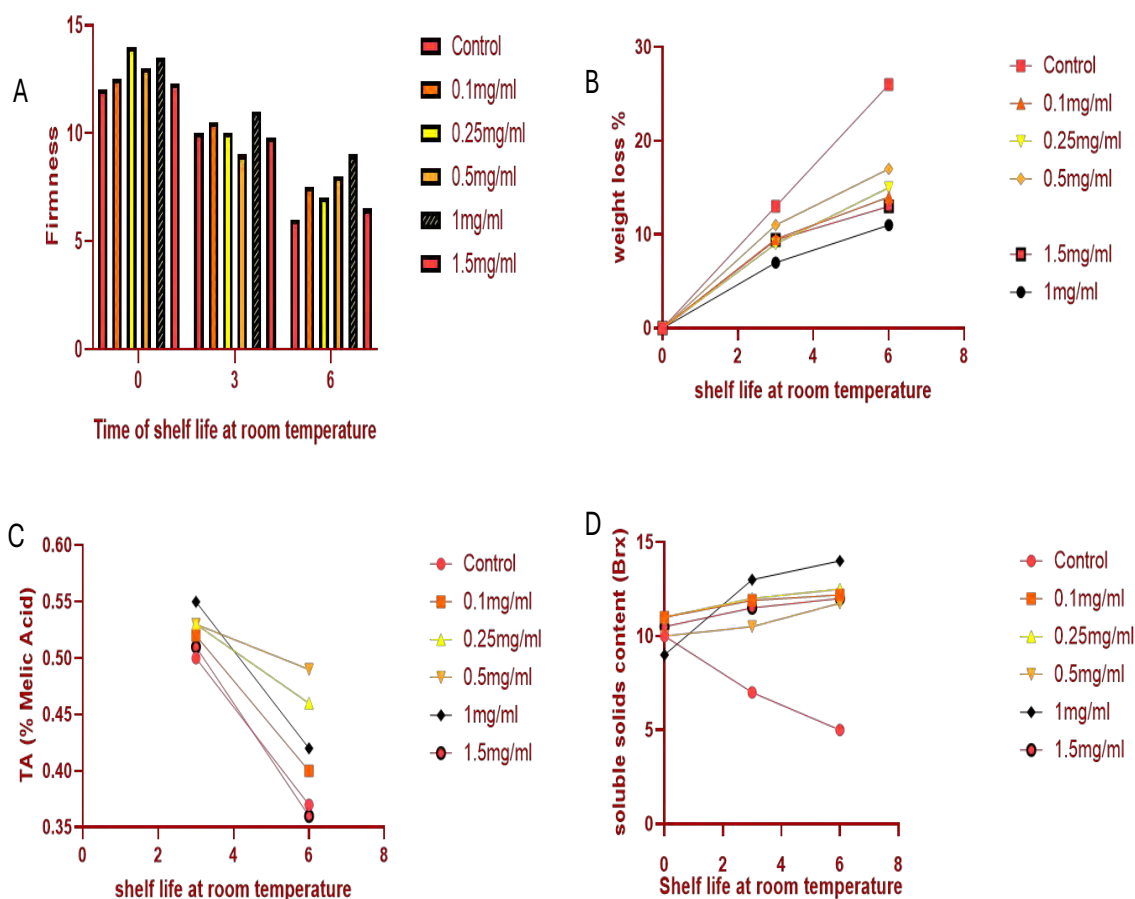 A
15
10
5
0
Firmness
0 3 6
Time of shelf life at room temperature
Control
0.1mg/ml
0.25mg/ml
0.5mg/ml
1mg/ml
1.5mg/ml
B
30
20
10
0
weight loss %
0 2 4 6 8
shelf life at room temperature
Control
0.1mg/ml
0.25mg/ml
0.5mg/ml
1.5mg/ml
1mg/ml
C
0.60
0.55
0.50
0.45
0.40
0.35
TA (% Melic Acid)
0 2 4 6 8
shelf life at room temperature
Control
0.1mg/ml
0.25mg/ml
0.5mg/ml
1mg/ml
1.5mg/ml
D
15
10
5
0
soluble solids content (Brx)
0 2 4 6 8
Shelf life at room temperature
Control
0.1mg/ml
0.25mg/ml
0.5mg/ml
1mg/ml
1.5mg/ml